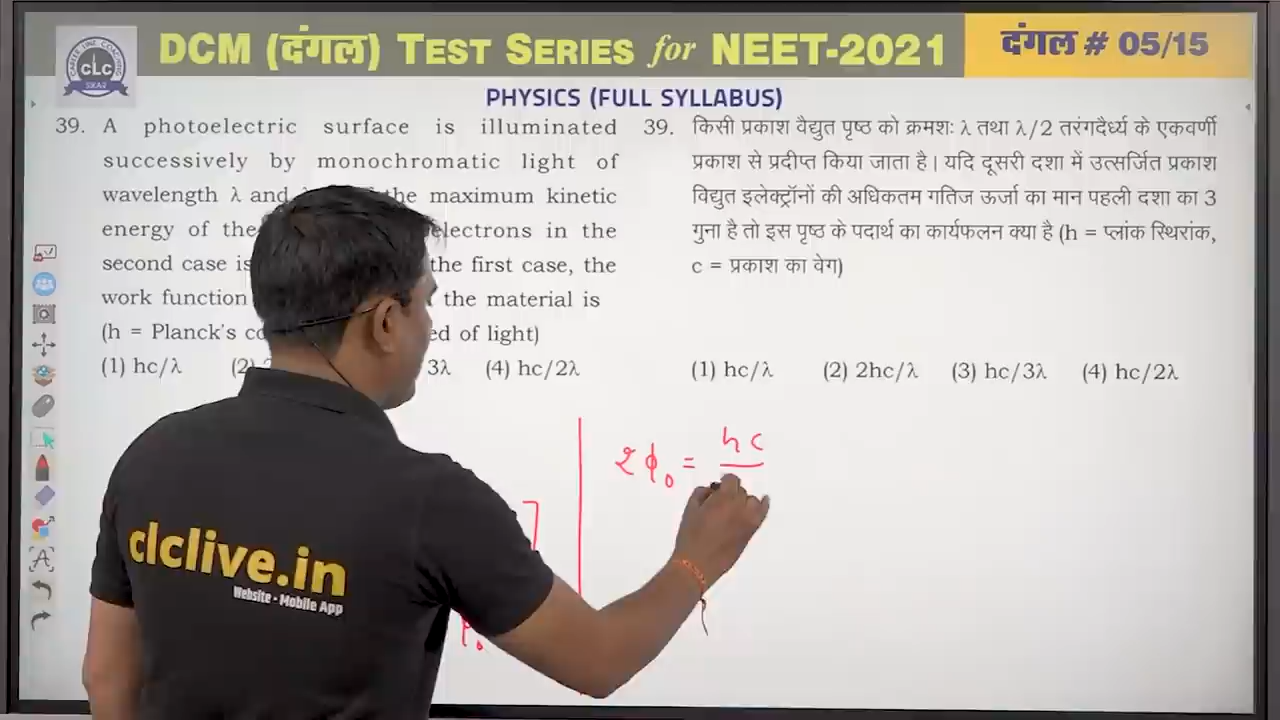 DCM (दंगल) TEST SERIES for NEET-2021
दंगल # 05/15
CLC
SIKAR
PHYSICS (FULL SYLLABUS)
39. A photoelectric surface is illuminated
successively by monochromatic light of
wavelength λ and the maximum kinetic
energy of the electrons in the
second case is the first case, the
work function the material is
(h = Planck's of light)
(1) hc/λ (2) 3λ (4) hc/2λ
39. किसी प्रकाश वैद्युत पृष्ठ को क्रमशः λ तथा λ/2 तरंगदैर्ध्य के एकवर्णी
प्रकाश से प्रदीप्त किया जाता है। यदि दूसरी दशा में उत्सर्जित प्रकाश
विद्युत इलेक्ट्रॉनों की अधिकतम गतिज ऊर्जा का मान पहली दशा का 3
गुना है तो इस पृष्ठ के पदार्थ का कार्यफलन क्या है (h = प्लांक स्थिरांक,
c = प्रकाश का वेग)
(1) hc/λ (2) 2hc/λ (3) hc/3λ (4) hc/2λ
2ϕ₀ = hc
clclive.in
Website - Mobile App